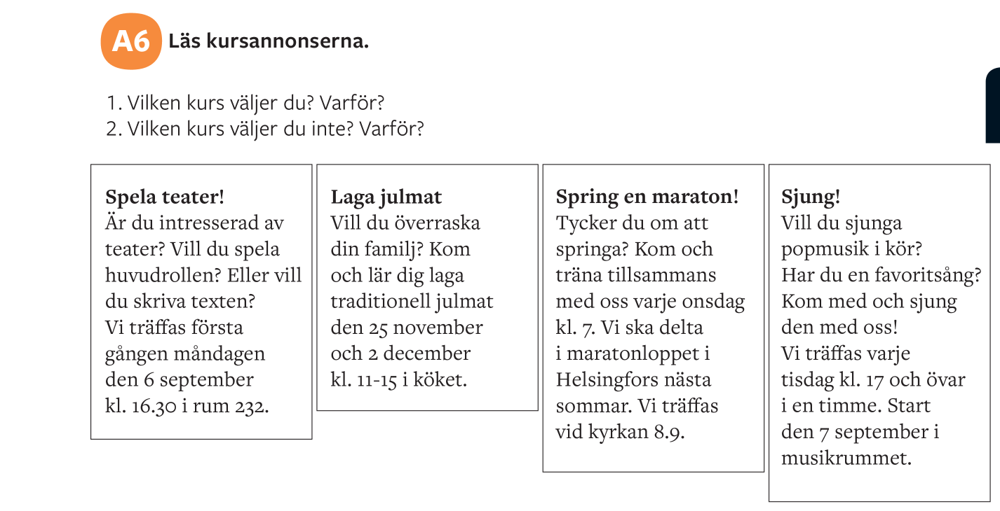 A6 Läs kursannonserna.
1. Vilken kurs väljer du? Varför?
2. Vilken kurs väljer du inte? Varför?
Spela teater!
Är du intresserad av
teater? Vill du spela
huvudrollen? Eller vill
du skriva texten?
Vi träffas första
gången måndagen
den 6 september
kl. 16.30 i rum 232.
Laga julmat
Vill du överraska
din familj? Kom
och lär dig laga
traditionell julmat
den 25 november
och 2 december
kl. 11-15 i köket.
Spring en maraton!
Tycker du om att
springa? Kom och
träna tillsammans
med oss varje onsdag
kl. 7. Vi ska delta
i maratonloppet i
Helsingfors nästa
sommar. Vi träffas
vid kyrkan 8.9.
Sjung!
Vill du sjunga
popmusik i kör?
Har du en favoritsång?
Kom med och sjung
den med oss!
Vi träffas varje
tisdag kl. 17 och övar
i en timme. Start
den 7 september i
musikrummet.